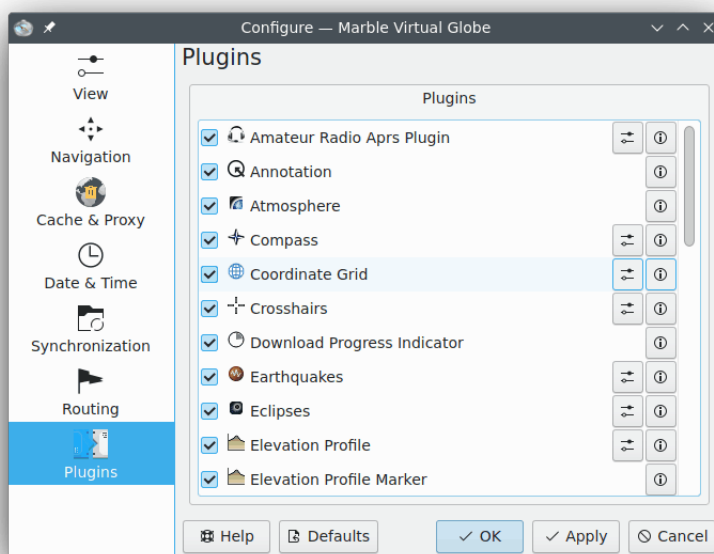 Configure — Marble Virtual Globe
View
Navigation
Cache & Proxy
Date & Time
Synchronization
Routing
Plugins
Plugins
Plugins
Amateur Radio Aprs Plugin
Annotation
Atmosphere
Compass
Coordinate Grid
Crosshairs
Download Progress Indicator
Earthquakes
Eclipses
Elevation Profile
Elevation Profile Marker
Help
Defaults
OK
Apply
Cancel